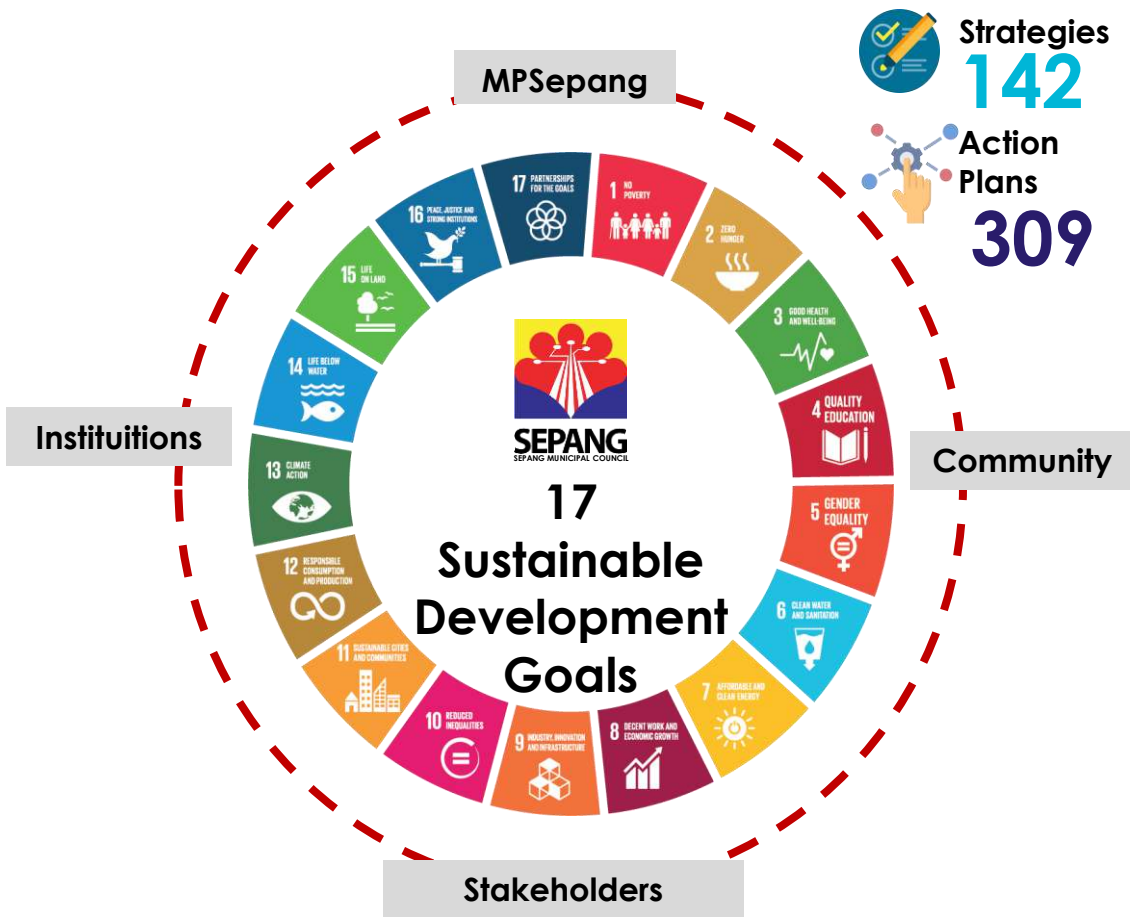 Strategies
142
Action
Plans
309
MPSepang
Instituitions
Community
Stakeholders
17 PARTNERSHIPS
FOR THE GOALS
1 NO
POVERTY
2 ZERO
HUNGER
3 GOOD HEALTH
AND WELL-BEING
4 QUALITY
EDUCATION
5 GENDER
EQUALITY
6 CLEAN WATER
AND SANITATION
7 AFFORDABLE AND
CLEAN ENERGY
8 DECENT WORK AND
ECONOMIC GROWTH
9 INDUSTRY, INNOVATION
AND INFRASTRUCTURE
10 REDUCED
INEQUALITIES
11 SUSTAINABLE CITIES
AND COMMUNITIES
12 RESPONSIBLE
CONSUMPTION
AND PRODUCTION
13 CLIMATE
ACTION
14 LIFE BELOW
WATER
15 LIFE
ON LAND
16 PEACE, JUSTICE AND
STRONG INSTITUTIONS
SEPANG
SEPANG MUNICIPAL COUNCIL
17
Sustainable
Development
Goals